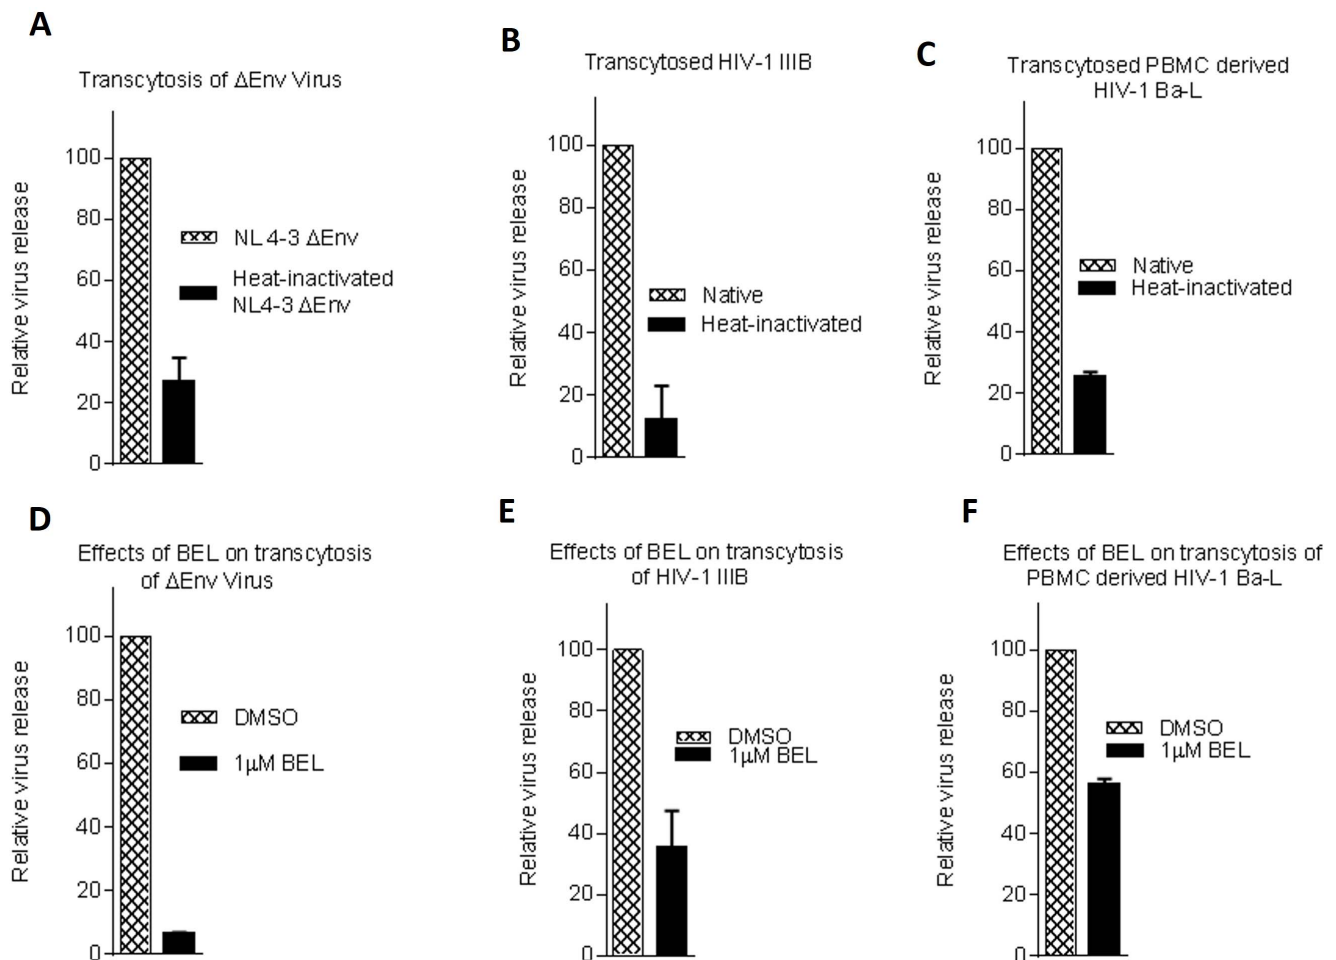 A
Transcytosis of ΔEnv Virus
Relative virus release
100
80
60
40
20
0
NL 4-3 ΔEnv
Heat-inactivated
NL4-3 ΔEnv
B
Transcytosed HIV-1 IIIB
Relative virus release
100
80
60
40
20
0
Native
Heat-inactivated
C
Transcytosed PBMC derived
HIV-1 Ba-L
Relative virus release
100
80
60
40
20
0
Native
Heat-inactivated
D
Effects of BEL on transcytosis
of ΔEnv Virus
Relative virus release
100
80
60
40
20
0
DMSO
1µM BEL
E
Effects of BEL on transcytosis
of HIV-1 IIIB
Relative virus release
100
80
60
40
20
0
DMSO
1µM BEL
F
Effects of BEL on transcytosis of
PBMC derived HIV-1 Ba-L
Relative virus release
100
80
60
40
20
0
DMSO
1µM BEL